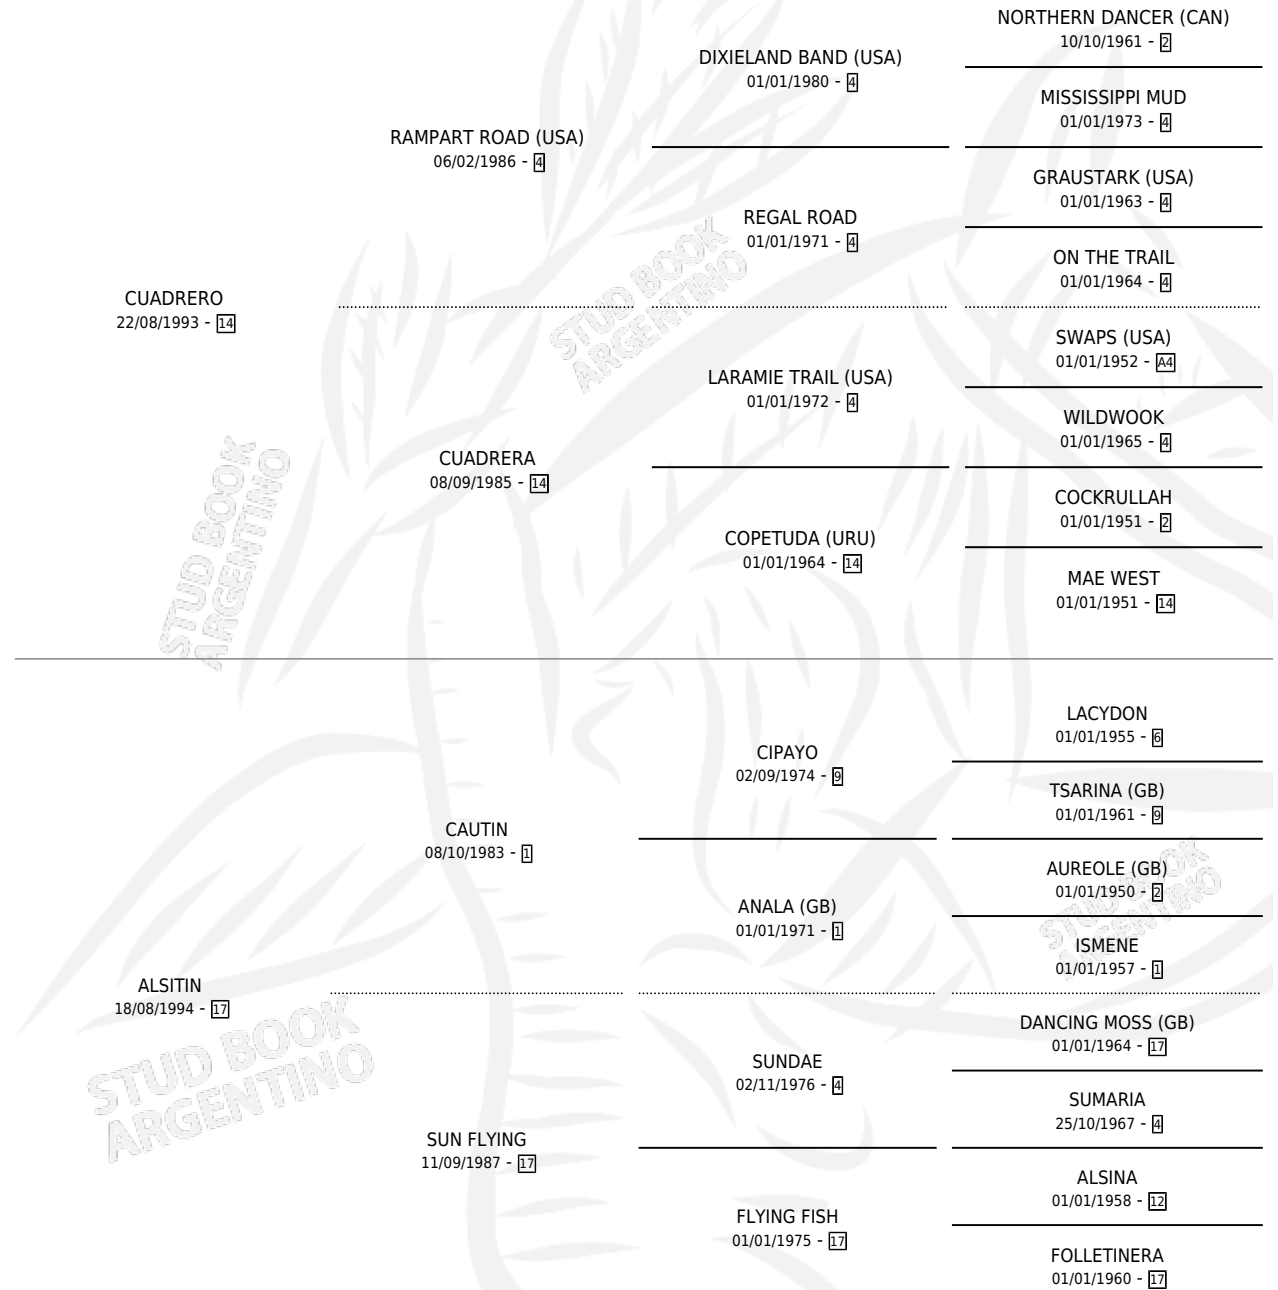 NORTHERN DANCER (CAN)
10/10/1961 - 2
DIXIELAND BAND (USA)
01/01/1980 - 4
MISSISSIPPI MUD
01/01/1973 - 4
RAMPART ROAD (USA)
06/02/1986 - 4
GRAUSTARK (USA)
01/01/1963 - 4
REGAL ROAD
01/01/1971 - 4
ON THE TRAIL
01/01/1964 - 4
CUADRERO
22/08/1993 - 14
SWAPS (USA)
01/01/1952 - A4
LARAMIE TRAIL (USA)
01/01/1972 - 4
WILDWOOK
01/01/1965 - 4
CUADRERA
08/09/1985 - 14
COCKRULLAH
01/01/1951 - 2
COPETUDA (URU)
01/01/1964 - 14
MAE WEST
01/01/1951 - 14
LACYDON
01/01/1955 - 6
CIPAYO
02/09/1974 - 9
TSARINA (GB)
01/01/1961 - 9
CAUTIN
08/10/1983 - 1
AUREOLE (GB)
01/01/1950 - 2
ANALA (GB)
01/01/1971 - 1
ISMENE
01/01/1957 - 1
ALSITIN
18/08/1994 - 17
DANCING MOSS (GB)
01/01/1964 - 17
SUNDAE
02/11/1976 - 4
SUMARIA
25/10/1967 - 4
SUN FLYING
11/09/1987 - 17
ALSINA
01/01/1958 - 12
FLYING FISH
01/01/1975 - 17
FOLLETINERA
01/01/1960 - 17
STUD BOOK
ARGENTINO
STUD BOOK
ARGENTINO
STUD BOOK
ARGENTINO
STUD BOOK
ARGENTINO